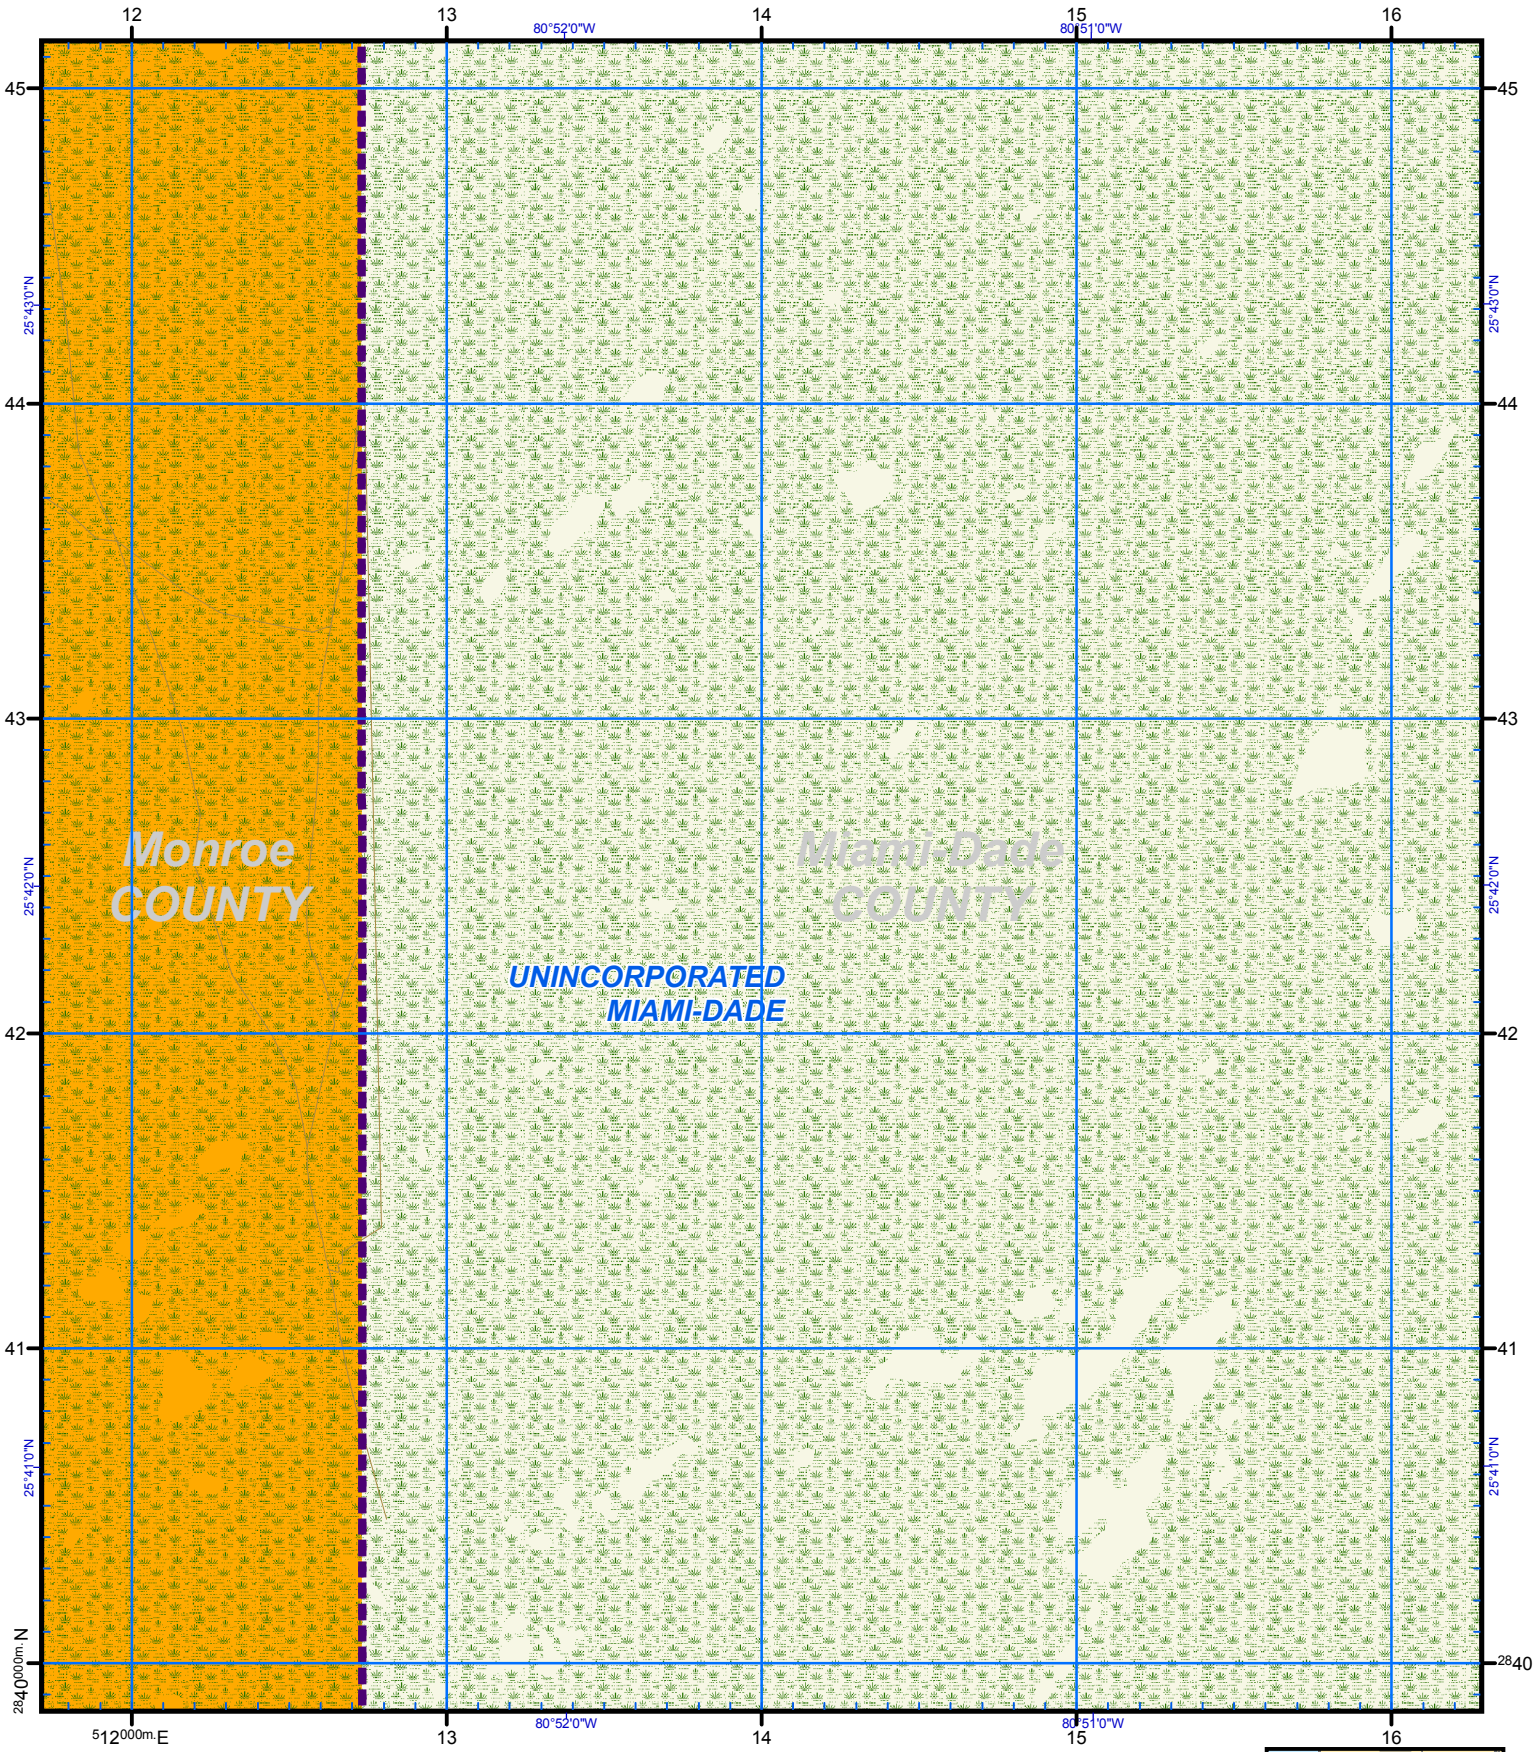 12 13 14 15 16
80°52'0"W 80°51'0"W
45 45
25°43'0"N 25°43'0"N
44 44
43 43
Monroe
COUNTY
Miami-Dade
COUNTY
25°42'0"N 25°42'0"N
UNINCORPORATED
MIAMI-DADE
42 42
41 41
25°41'0"N 25°41'0"N
2840000m. N 2840
80°52'0"W 80°51'0"W
512000m. E 13 14 15 16